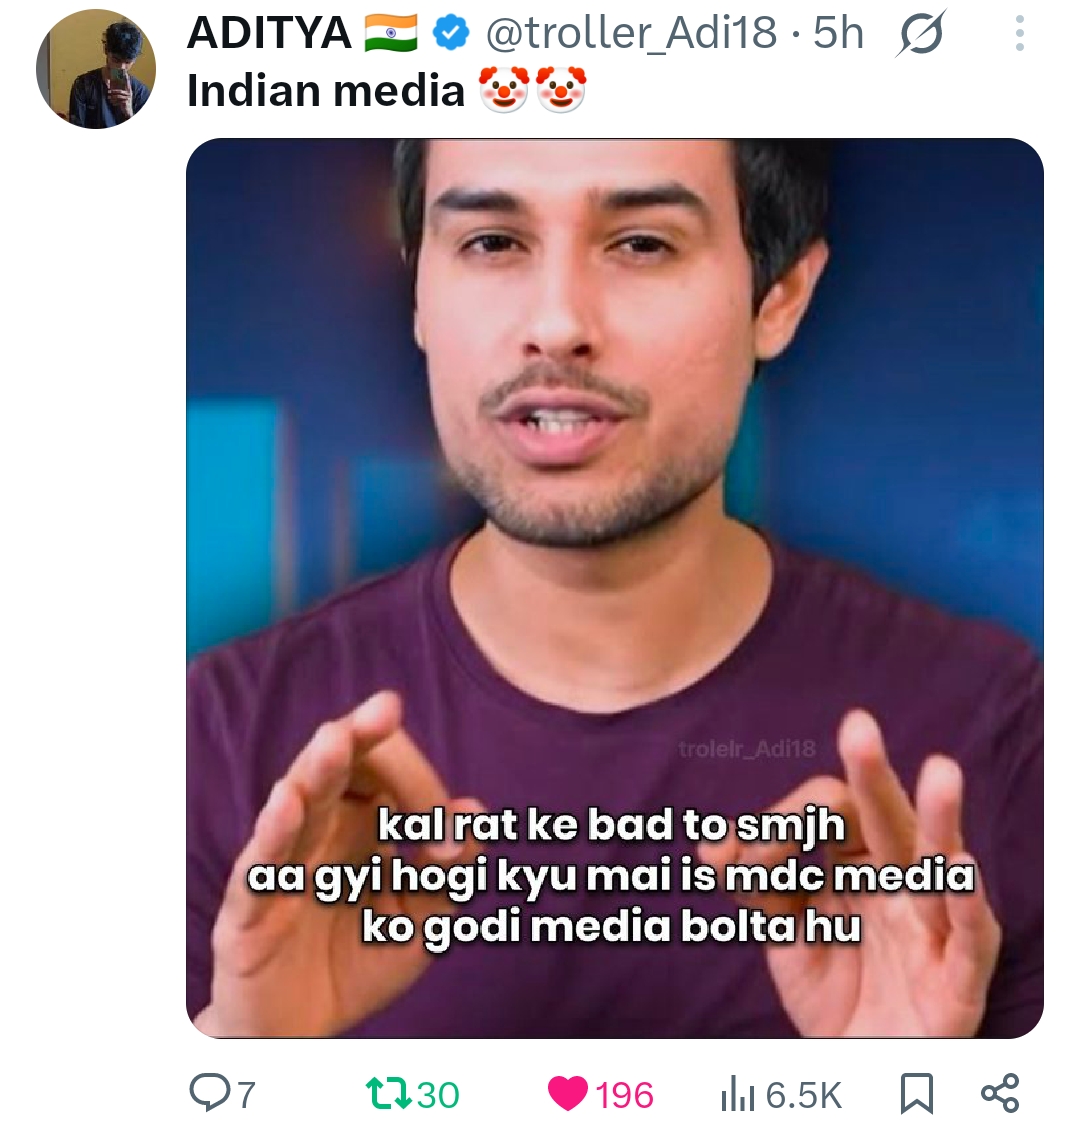 ADITYA 🇮🇳 @troller_Adi18 · 5h
Indian media 🤡🤡
trolelr_Adi18
kal rat ke bad to smjh
aa gyi hogi kyu mai is mdc media
ko godi media bolta hu
7 30 196 6.5K